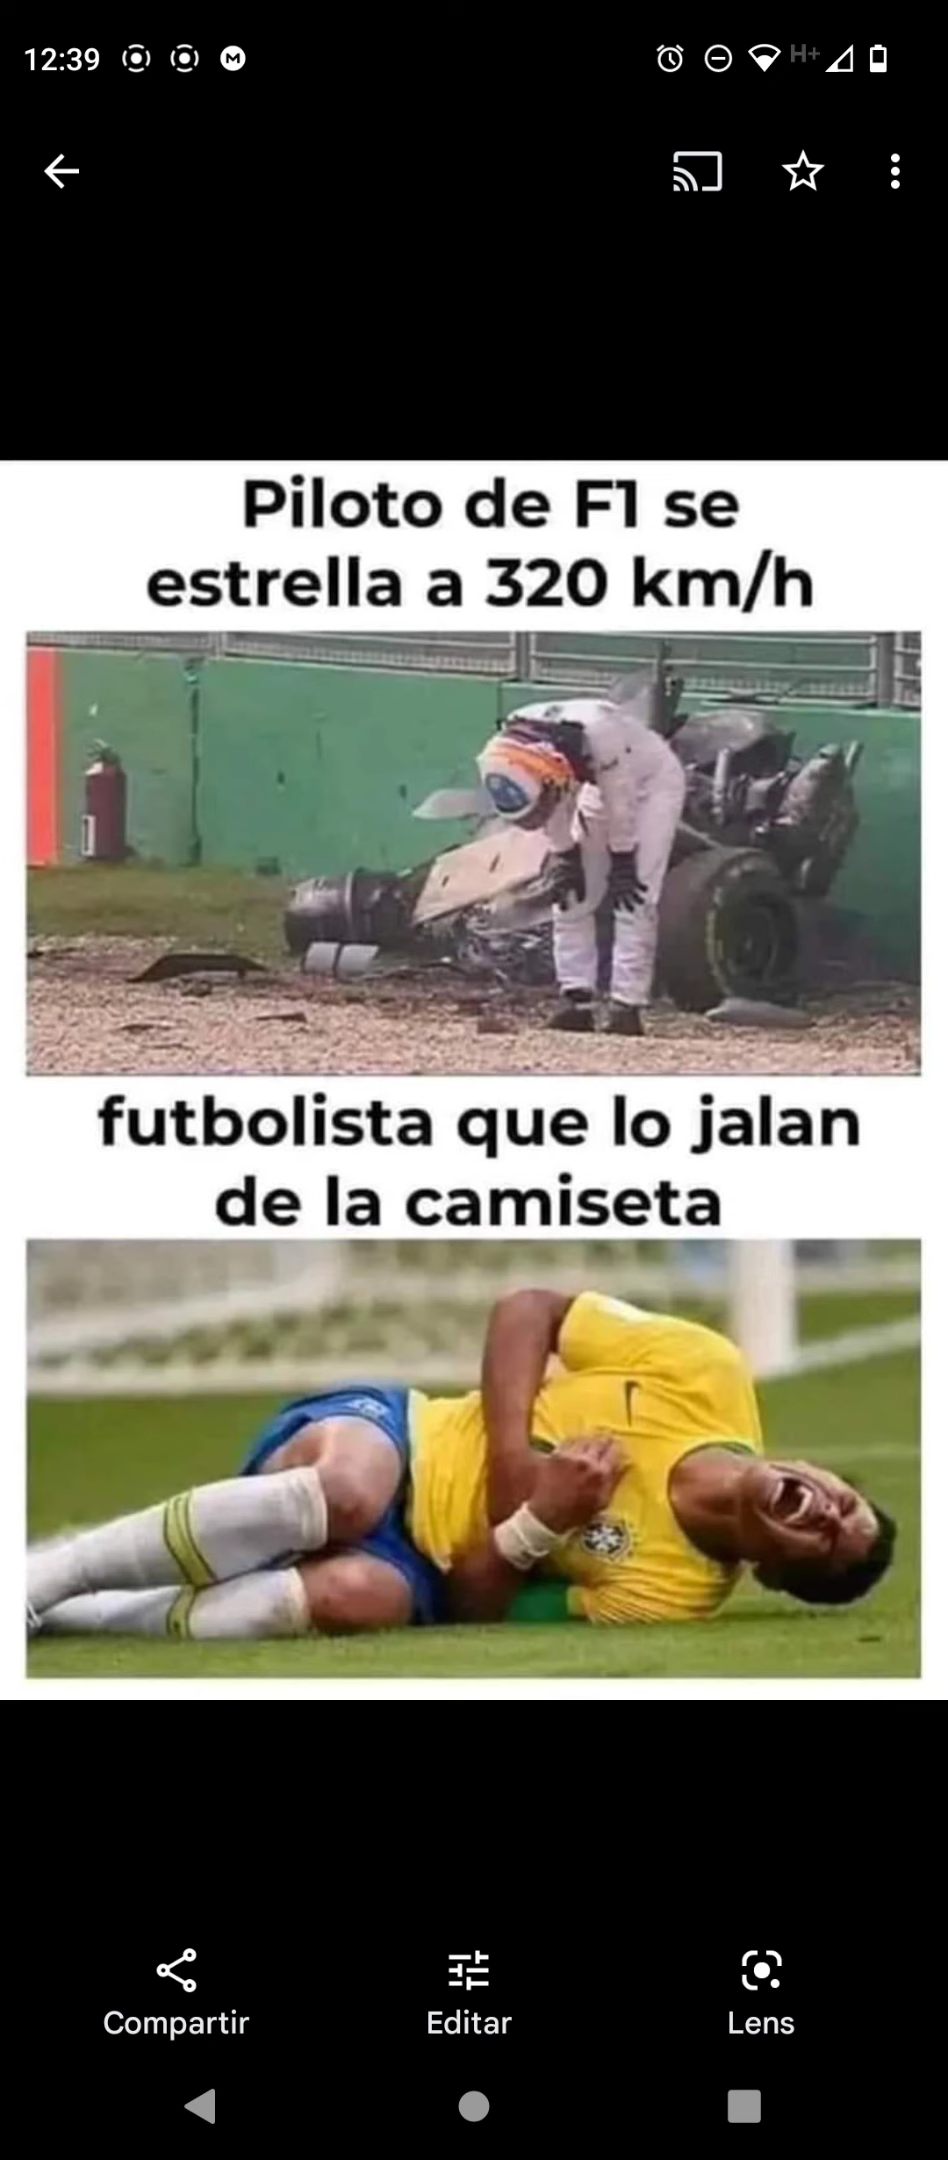 12:39
H+
Piloto de F1 se
estrella a 320 km/h
futbolista que lo jalan
de la camiseta
Compartir
Editar
Lens